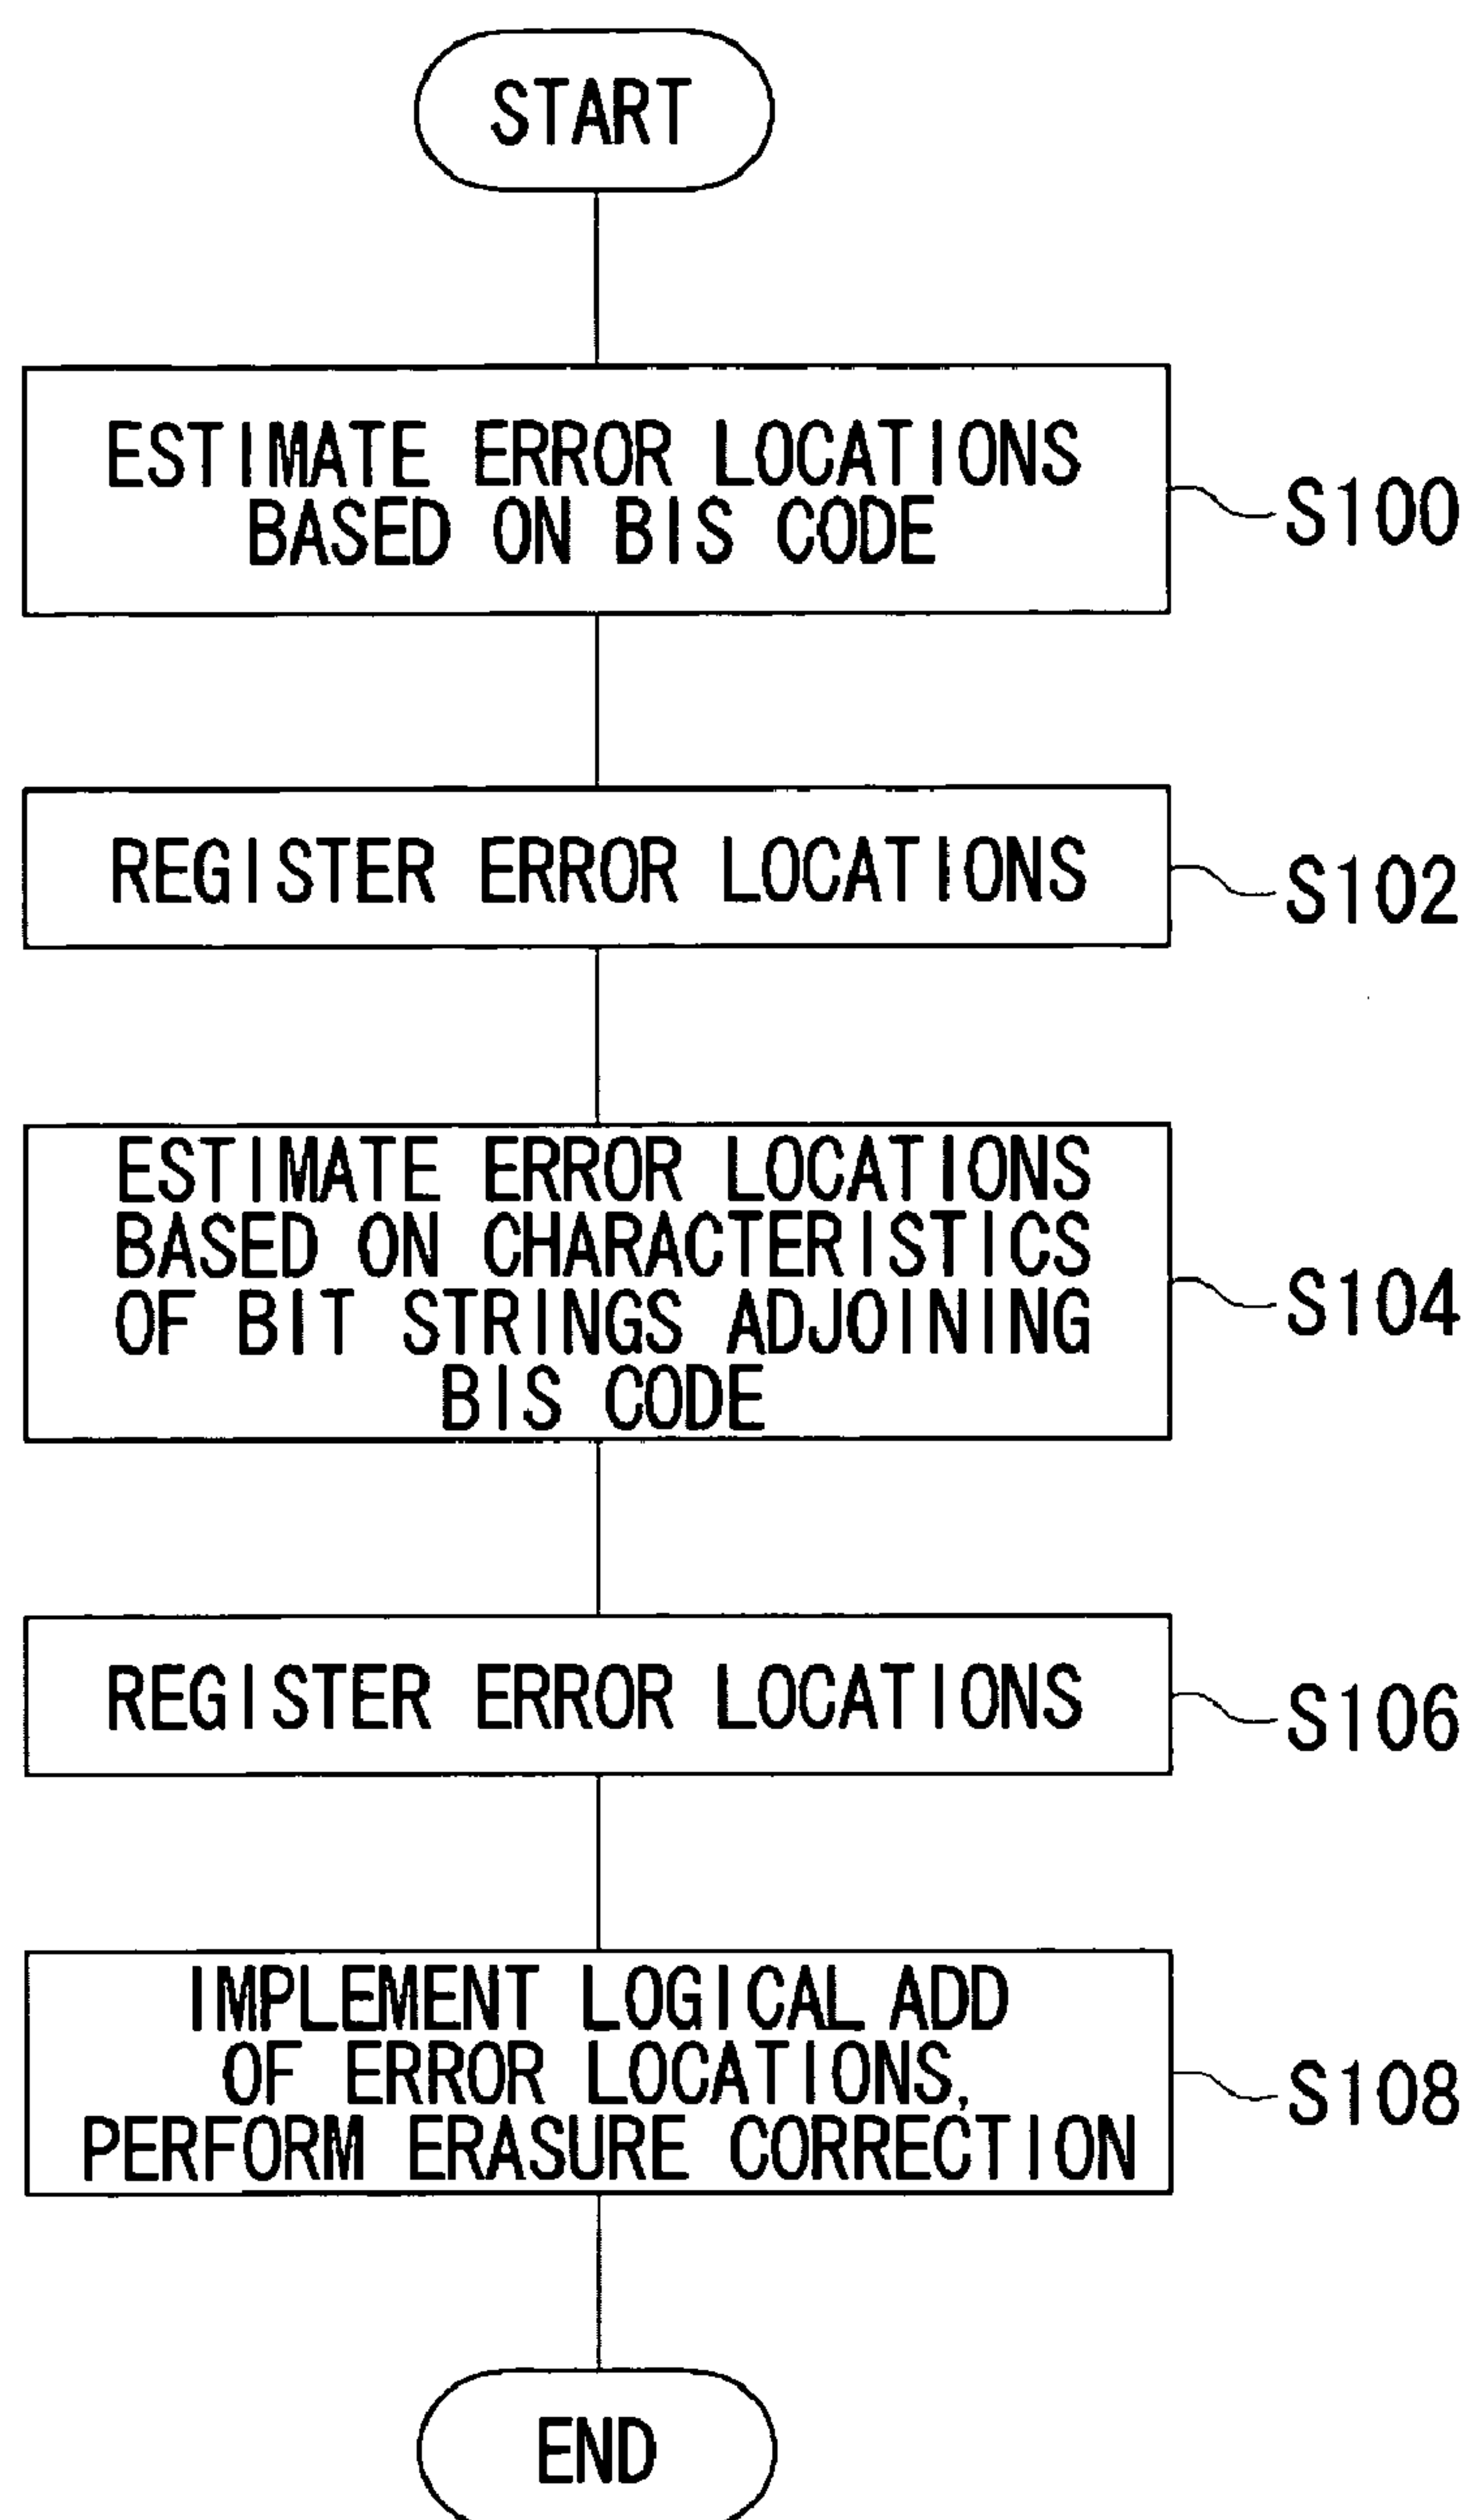 START
ESTIMATE ERROR LOCATIONS
BASED ON BIS CODE
S100
REGISTER ERROR LOCATIONS
S102
ESTIMATE ERROR LOCATIONS
BASED ON CHARACTERISTICS
OF BIT STRINGS ADJOINING
BIS CODE
S104
REGISTER ERROR LOCATIONS
S106
IMPLEMENT LOGICAL ADD
OF ERROR LOCATIONS,
PERFORM ERASURE CORRECTION
S108
END